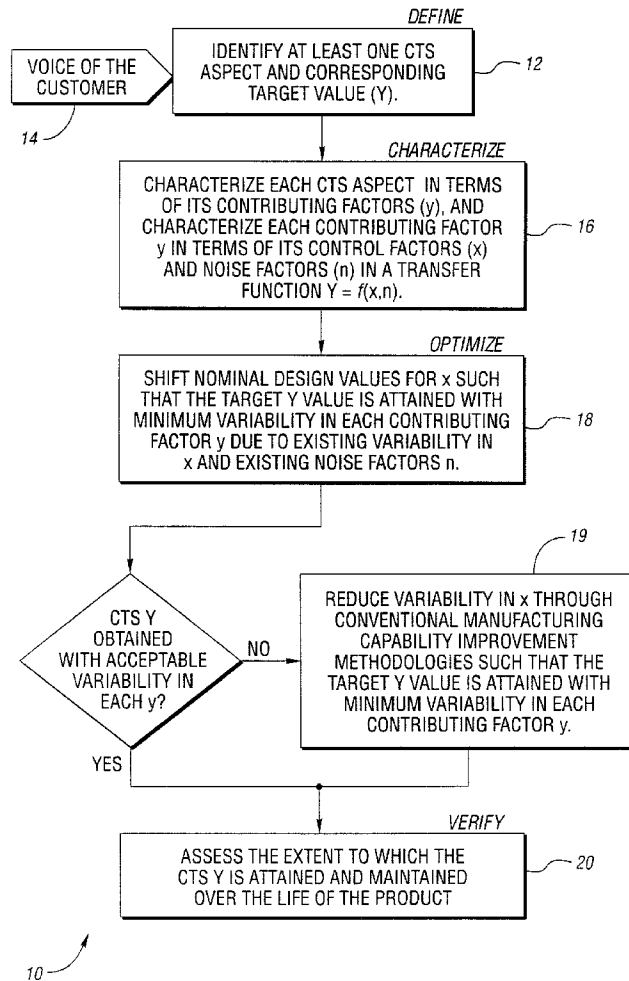 DEFINE
VOICE OF THE
CUSTOMER
14
IDENTIFY AT LEAST ONE CTS
ASPECT AND CORRESPONDING
TARGET VALUE (Y).
12
CHARACTERIZE
CHARACTERIZE EACH CTS ASPECT IN TERMS
OF ITS CONTRIBUTING FACTORS (y), AND
CHARACTERIZE EACH CONTRIBUTING FACTOR
y IN TERMS OF ITS CONTROL FACTORS (x)
AND NOISE FACTORS (n) IN A TRANSFER
FUNCTION Y = f(x,n).
16
OPTIMIZE
SHIFT NOMINAL DESIGN VALUES FOR x SUCH
THAT THE TARGET Y VALUE IS ATTAINED WITH
MINIMUM VARIABILITY IN EACH CONTRIBUTING
FACTOR y DUE TO EXISTING VARIABILITY IN
x AND EXISTING NOISE FACTORS n.
18
CTS Y
OBTAINED
WITH ACCEPTABLE
VARIABILITY IN
EACH y?
NO
YES
19
REDUCE VARIABILITY IN x THROUGH
CONVENTIONAL MANUFACTURING
CAPABILITY IMPROVEMENT
METHODOLOGIES SUCH THAT THE
TARGET Y VALUE IS ATTAINED WITH
MINIMUM VARIABILITY IN EACH
CONTRIBUTING FACTOR y.
VERIFY
ASSESS THE EXTENT TO WHICH THE
CTS Y IS ATTAINED AND MAINTAINED
OVER THE LIFE OF THE PRODUCT
20
10